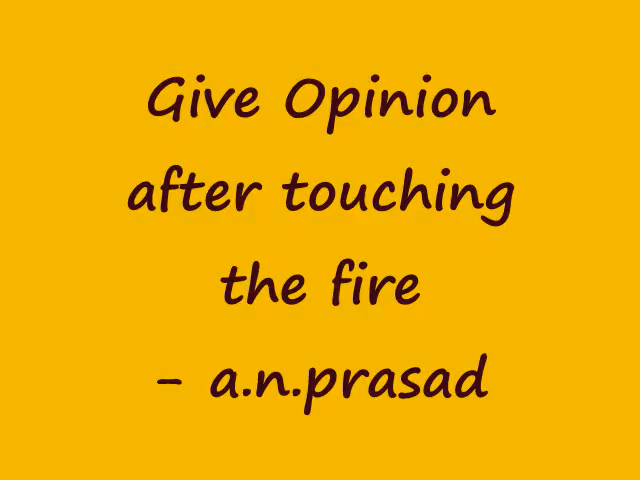 Give Opinion
after touching
the fire
- a.n.prasad